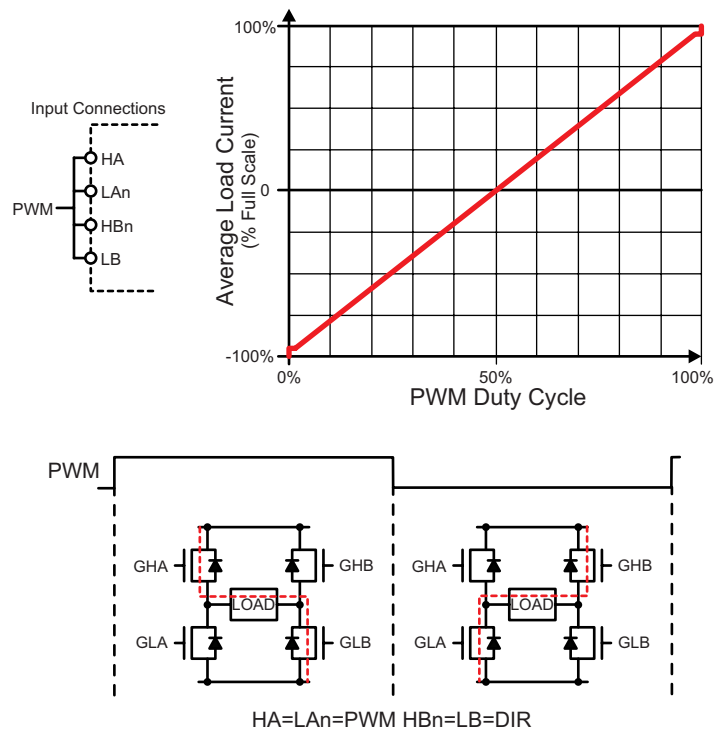 100%
Input Connections
HA
LAn
HBn
LB
PWM
Average Load Current
(% Full Scale)
0
-100%
0%
50%
100%
PWM Duty Cycle
PWM
GHA
GHB
LOAD
GLA
GLB
GHA
GHB
LOAD
GLA
GLB
HA=LAn=PWM HBn=LB=DIR